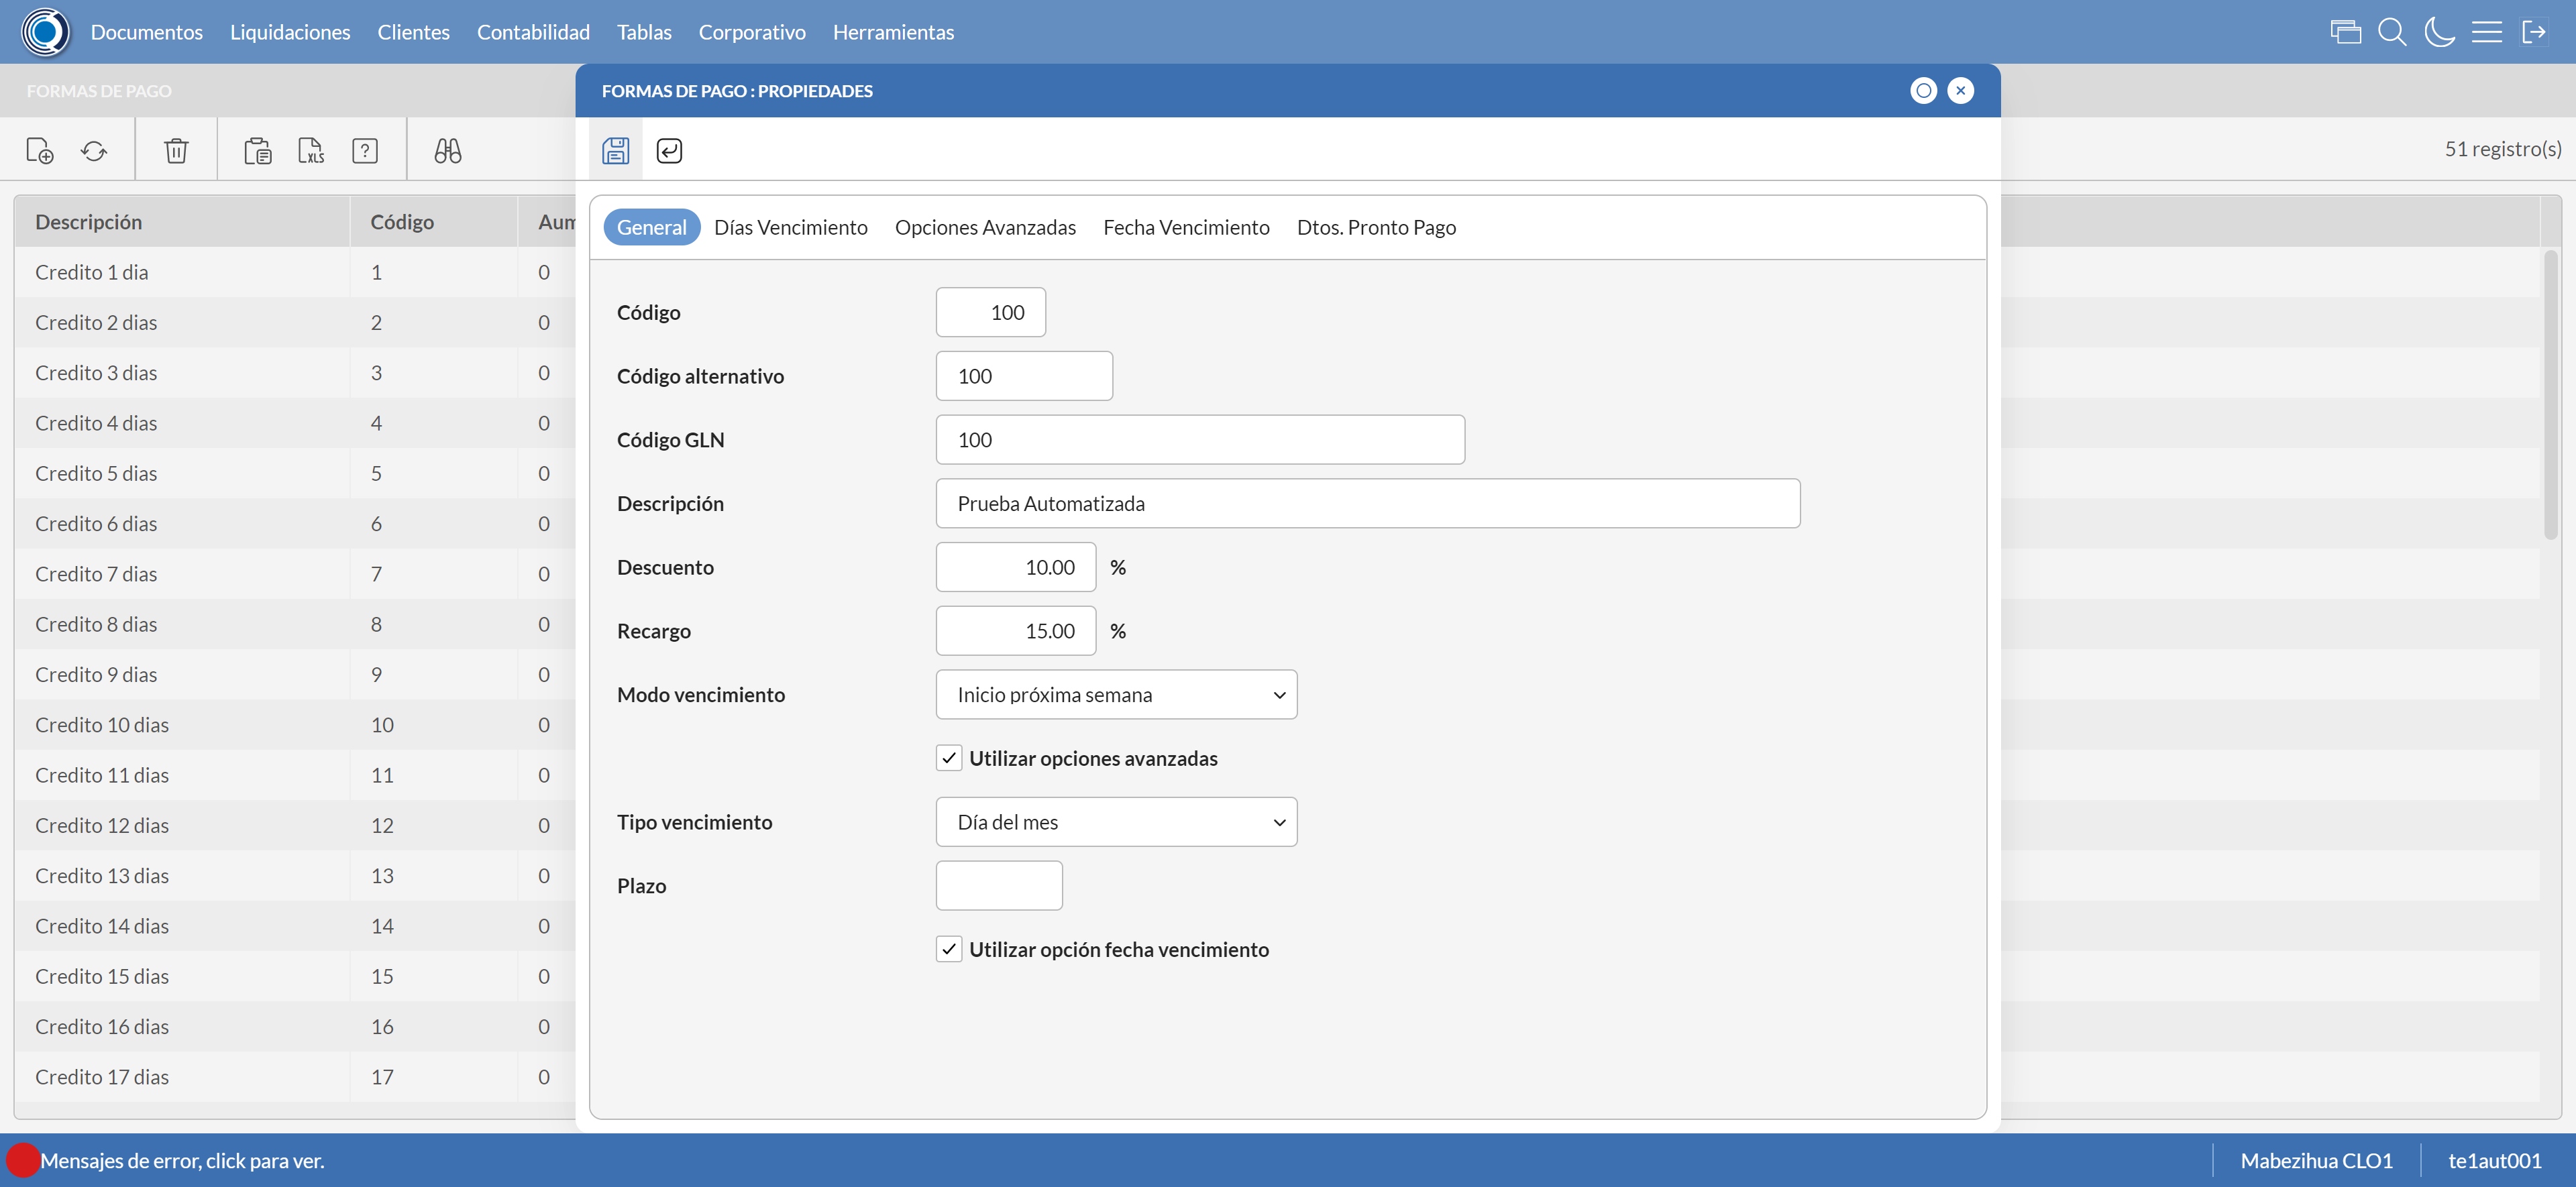 Documentos Liquidaciones Clientes Contabilidad Tablas Corporativo Herramientas
FORMAS DE PAGO
FORMAS DE PAGO : PROPIEDADES
XLS ?
51 registro(s)
Descripción Código Aum
Credito 1 dia 1 0
Credito 2 dias 2 0
Credito 3 dias 3 0
Credito 4 dias 4 0
Credito 5 dias 5 0
Credito 6 dias 6 0
Credito 7 dias 7 0
Credito 8 dias 8 0
Credito 9 dias 9 0
Credito 10 dias 10 0
Credito 11 dias 11 0
Credito 12 dias 12 0
Credito 13 dias 13 0
Credito 14 dias 14 0
Credito 15 dias 15 0
Credito 16 dias 16 0
Credito 17 dias 17 0
General Días Vencimiento Opciones Avanzadas Fecha Vencimiento Dtos. Pronto Pago
Código 100
Código alternativo 100
Código GLN 100
Descripción Prueba Automatizada
Descuento 10.00 %
Recargo 15.00 %
Modo vencimiento Inicio próxima semana
Utilizar opciones avanzadas
Tipo vencimiento Día del mes
Plazo
Utilizar opción fecha vencimiento
Mensajes de error, click para ver.
Mabezihua CLO1 te1aut001